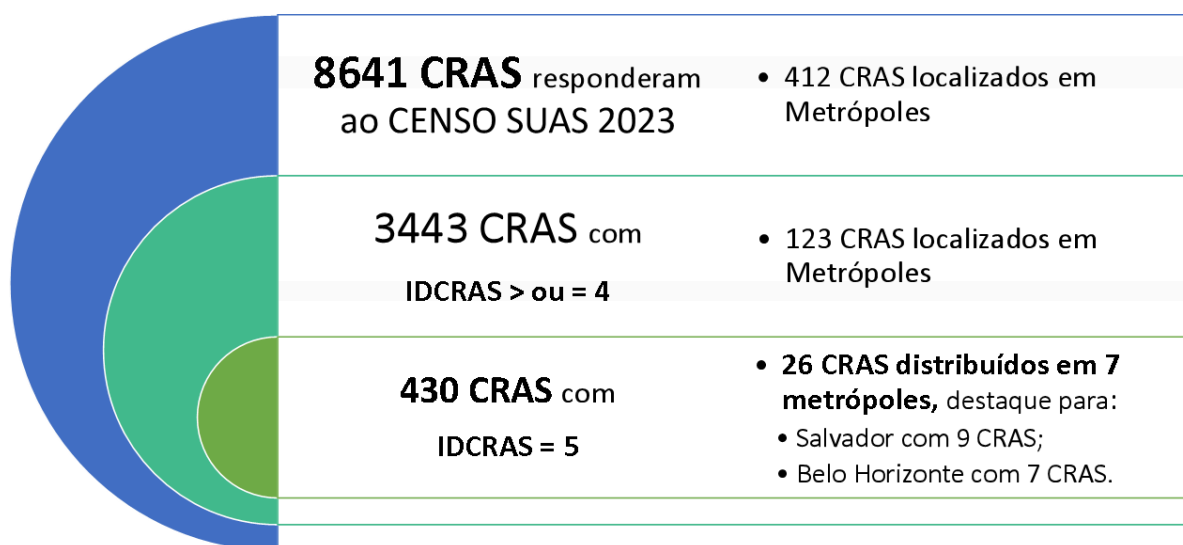 8641 CRAS responderam
ao CENSO SUAS 2023
• 412 CRAS localizados em
Metrópoles
3443 CRAS com
IDCRAS > ou = 4
• 123 CRAS localizados em
Metrópoles
430 CRAS com
IDCRAS = 5
• 26 CRAS distribuídos em 7
metrópoles, destaque para:
• Salvador com 9 CRAS;
• Belo Horizonte com 7 CRAS.